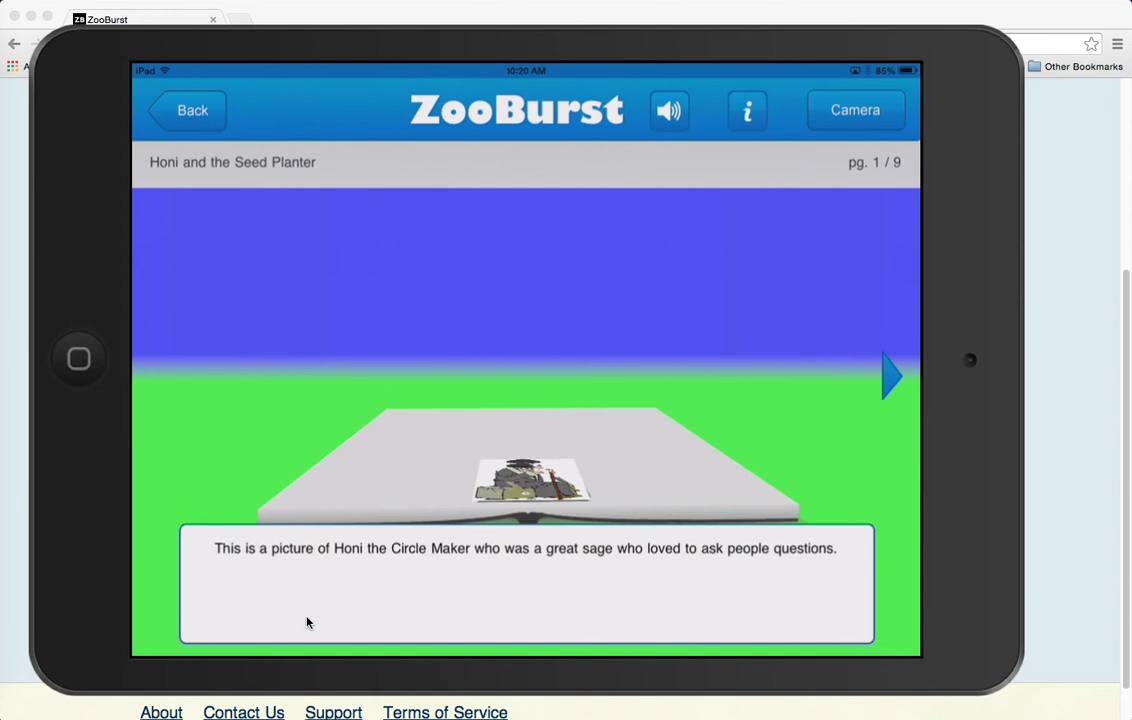 ZB ZooBurst
Other Bookmarks
iPad 10:20 AM 85%
Back ZooBurst i Camera
Honi and the Seed Planter pg. 1 / 9
This is a picture of Honi the Circle Maker who was a great sage who loved to ask people questions.
About Contact Us Support Terms of Service